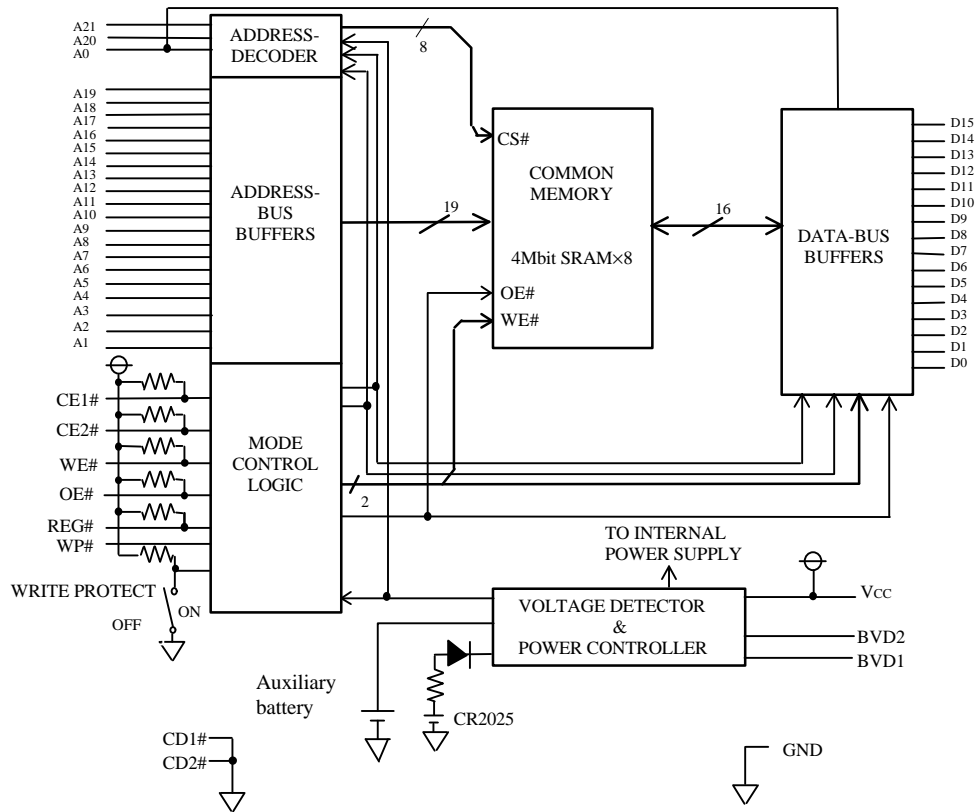 A21
A20
A0
ADDRESS-
DECODER
8
A19
A18
A17
A16
A15
A14
A13
A12
A11
A10
A9
A8
A7
A6
A5
A4
A3
A2
A1
ADDRESS-
BUS
BUFFERS
19
CS#
COMMON
MEMORY
4Mbit SRAM×8
OE#
WE#
16
DATA-BUS
BUFFERS
D15
D14
D13
D12
D11
D10
D9
D8
D7
D6
D5
D4
D3
D2
D1
D0
CE1#
CE2#
WE#
OE#
REG#
WP#
MODE
CONTROL
LOGIC
2
WRITE PROTECT
ON
OFF
TO INTERNAL
POWER SUPPLY
VOLTAGE DETECTOR
&
POWER CONTROLLER
VCC
BVD2
BVD1
Auxiliary
battery
CR2025
CD1#
CD2#
GND